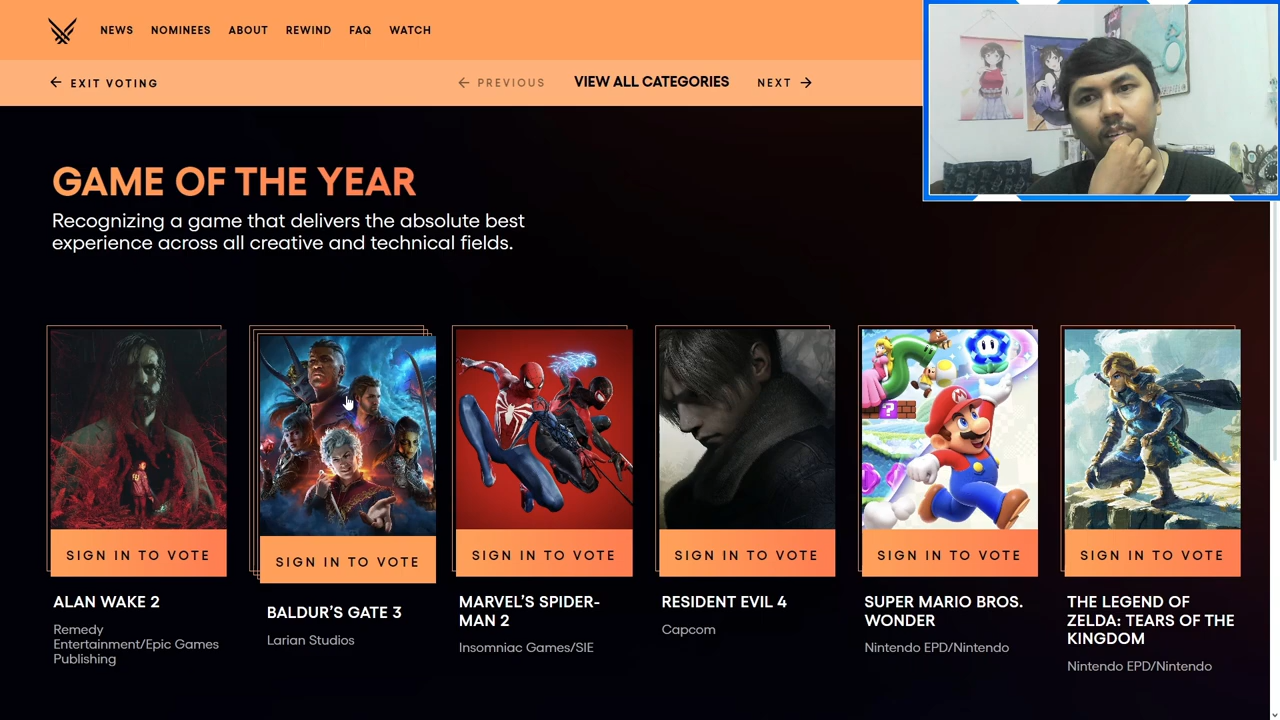 NEWS NOMINEES ABOUT REWIND FAQ WATCH
EXIT VOTING
PREVIOUS VIEW ALL CATEGORIES NEXT
GAME OF THE YEAR
Recognizing a game that delivers the absolute best
experience across all creative and technical fields.
SIGN IN TO VOTE
ALAN WAKE 2
Remedy
Entertainment/Epic Games
Publishing
SIGN IN TO VOTE
BALDUR’S GATE 3
Larian Studios
SIGN IN TO VOTE
MARVEL’S SPIDER-
MAN 2
Insomniac Games/SIE
SIGN IN TO VOTE
RESIDENT EVIL 4
Capcom
SIGN IN TO VOTE
SUPER MARIO BROS.
WONDER
Nintendo EPD/Nintendo
SIGN IN TO VOTE
THE LEGEND OF
ZELDA: TEARS OF THE
KINGDOM
Nintendo EPD/Nintendo